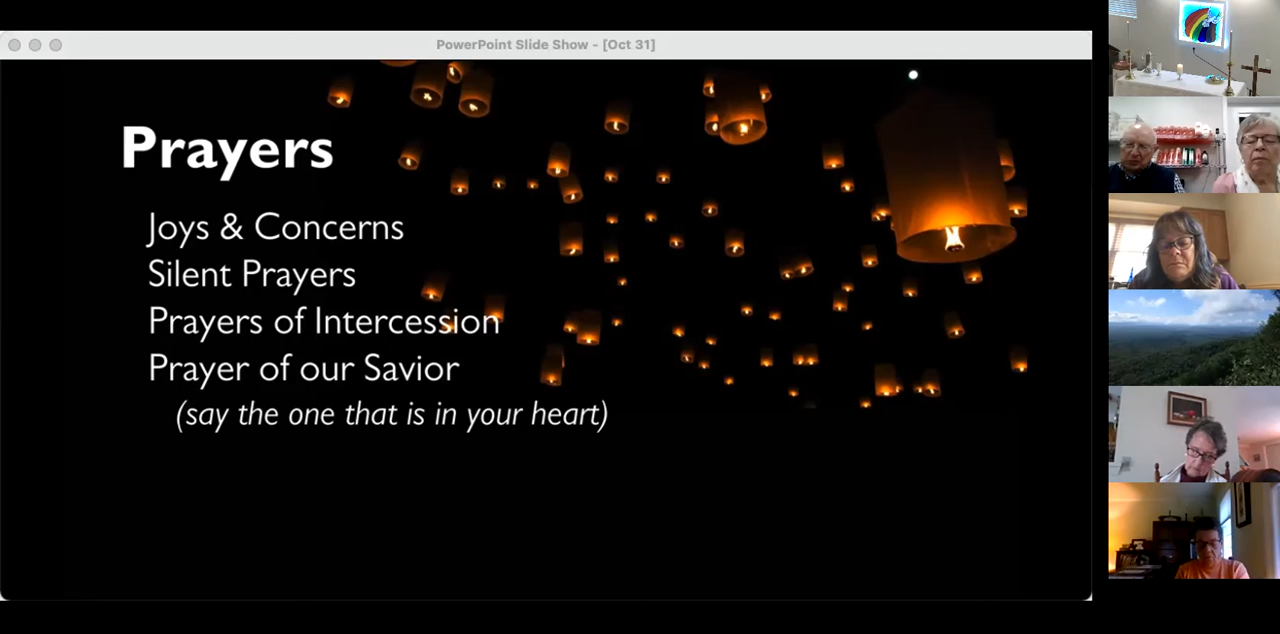 PowerPoint Slide Show - [Oct 31]
Prayers
Joys & Concerns
Silent Prayers
Prayers of Intercession
Prayer of our Savior
(say the one that is in your heart)